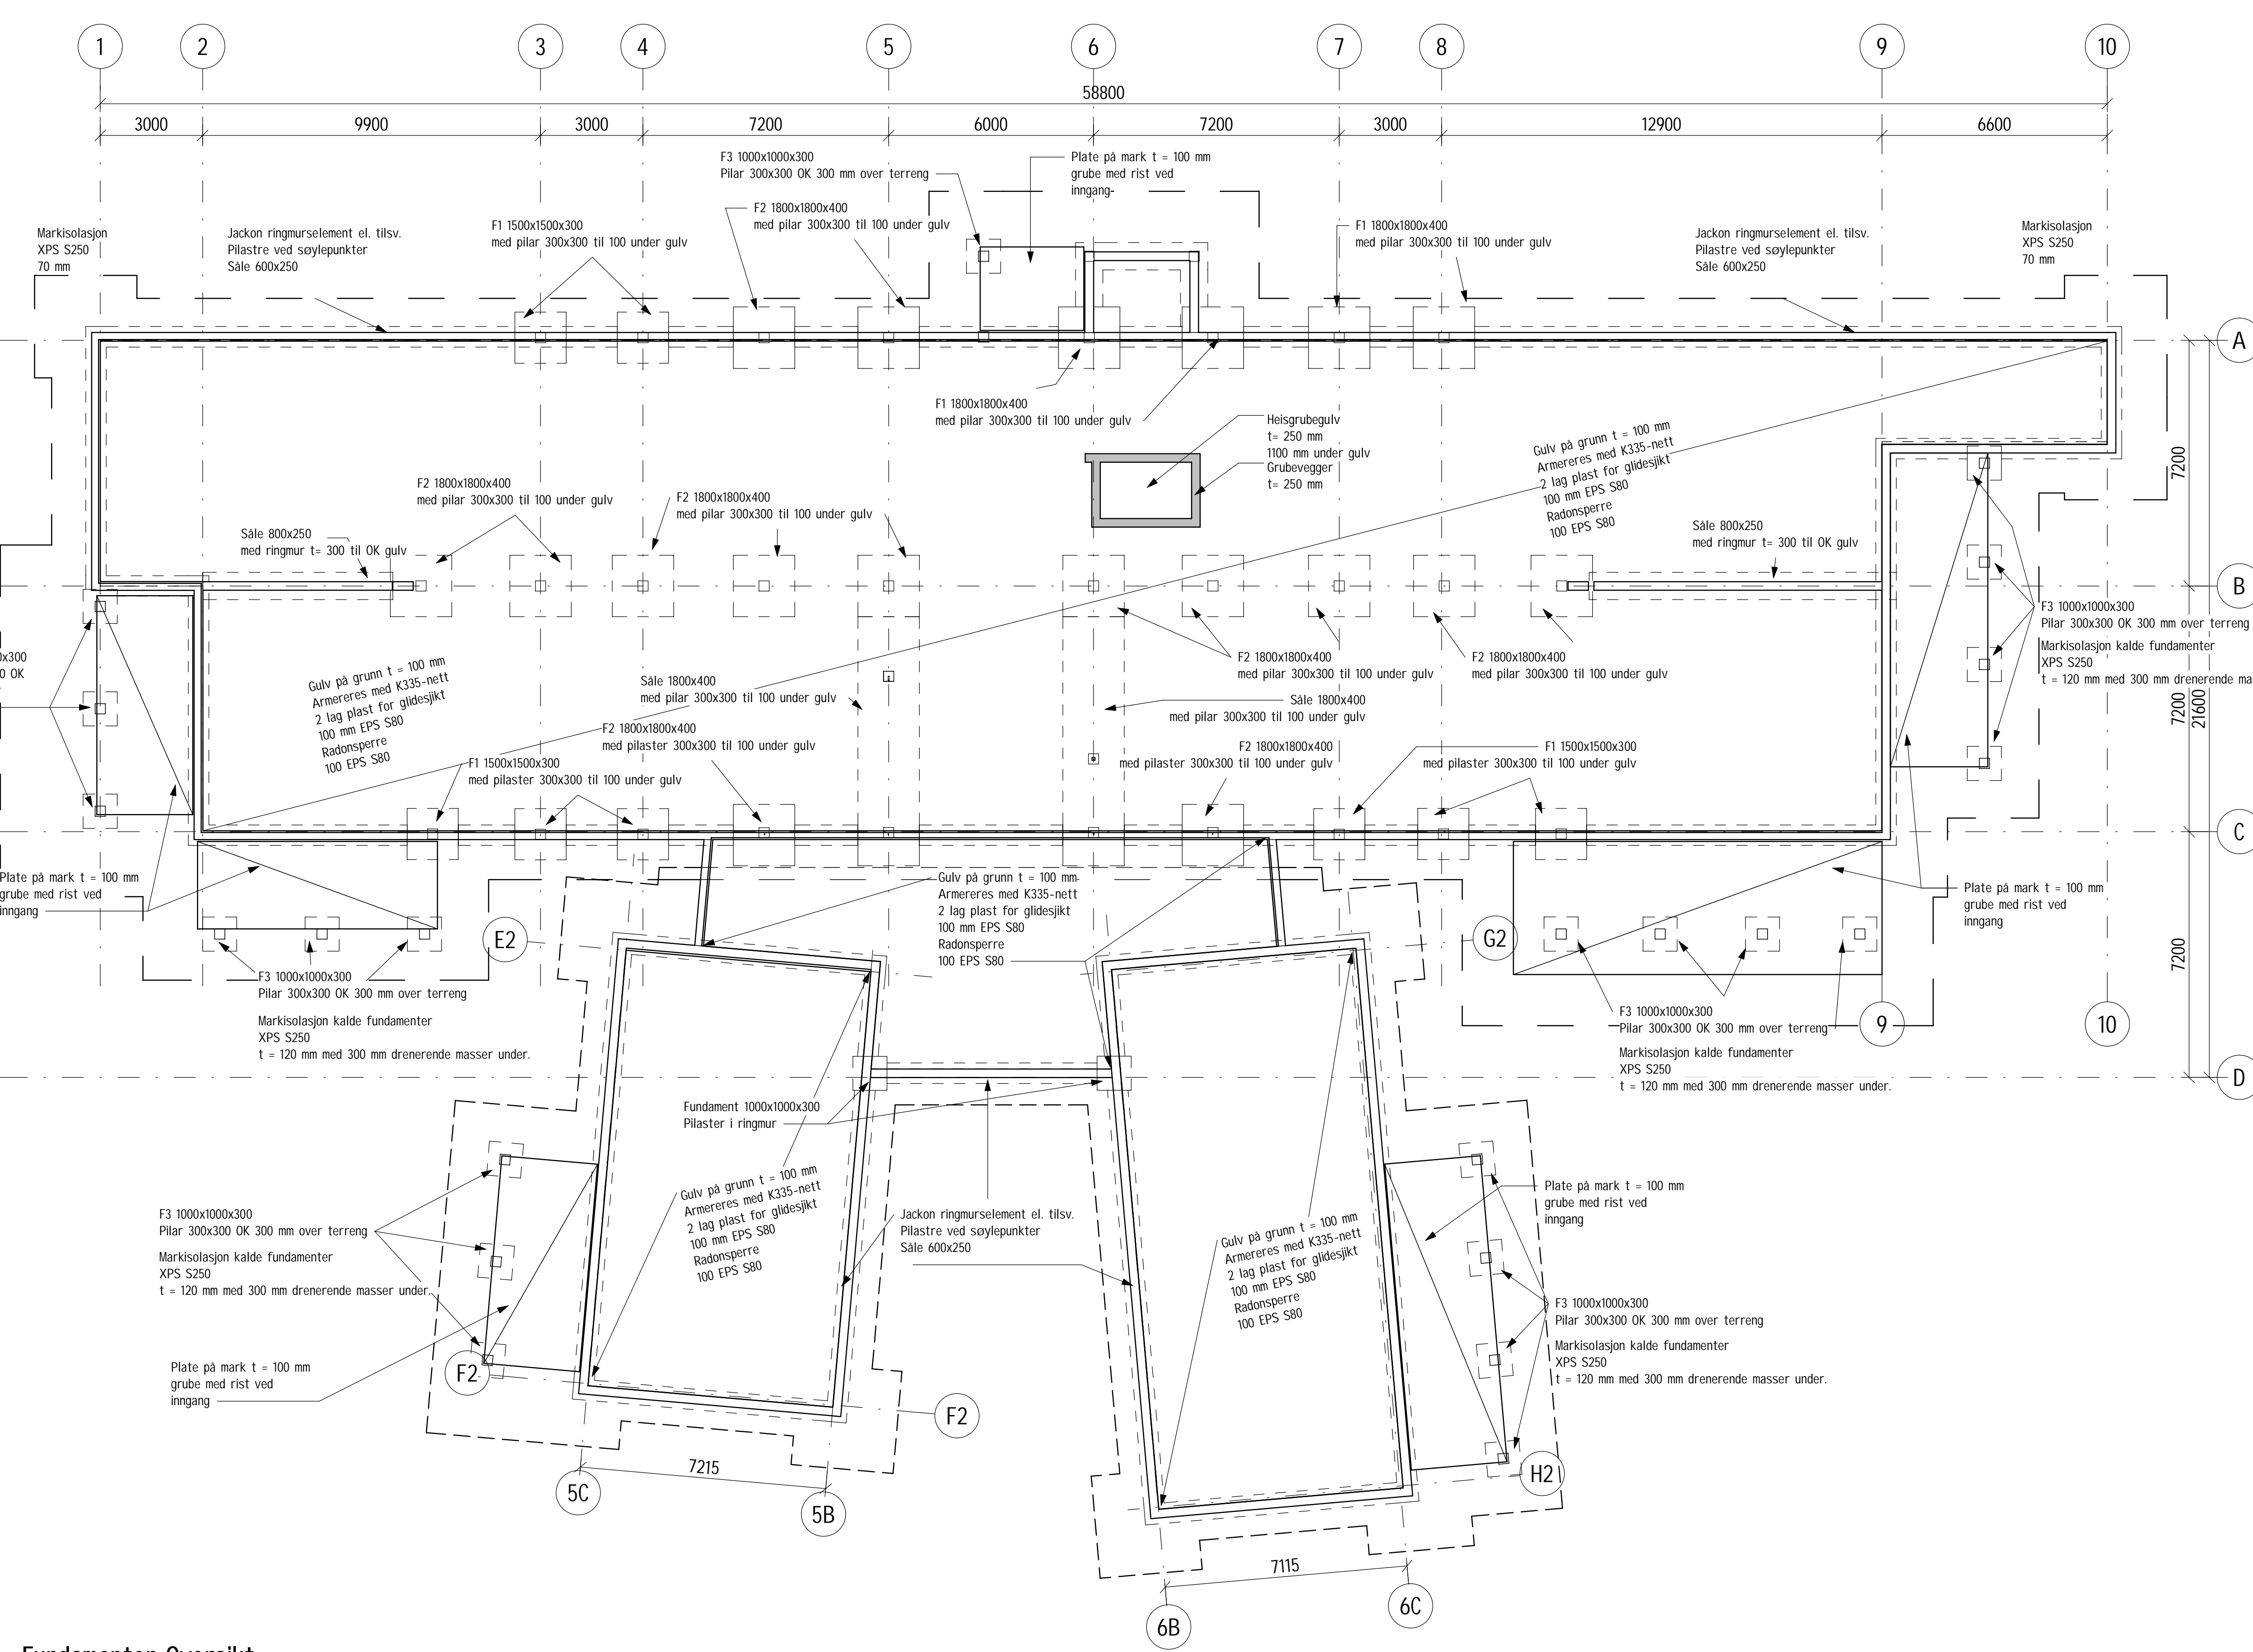 1
2
3
4
5
6
7
8
9
10
58800
3000
9900
3000
7200
6000
7200
3000
12900
6600
F3 1000x1000x300
Pilar 300x300 OK 300 mm over terreng
Plate på mark t = 100 mm
grube med rist ved
inngang
F2 1800x1800x400
med pilar 300x300 til 100 under gulv
Markisolasjon
XPS S250
70 mm
Jackon ringmurselement el. tilsv.
Pilastre ved søylepunkter
Såle 600x250
F1 1500x1500x300
med pilar 300x300 til 100 under gulv
F1 1800x1800x400
med pilar 300x300 til 100 under gulv
Jackon ringmurselement el. tilsv.
Pilastre ved søylepunkter
Såle 600x250
Markisolasjon
XPS S250
70 mm
A
F1 1800x1800x400
med pilar 300x300 til 100 under gulv
Heisgrubegulv
t= 250 mm
1100 mm under gulv
Grubevegger
t= 250 mm
Gulv på grunn t = 100 mm
Armereres med K335-nett
2 lag plast for glidesjikt
100 mm EPS S80
Radonsperre
100 EPS S80
7200
F2 1800x1800x400
med pilar 300x300 til 100 under gulv
F2 1800x1800x400
med pilar 300x300 til 100 under gulv
Såle 800x250
med ringmur t= 300 til OK gulv
Såle 800x250
med ringmur t= 300 til OK gulv
B
F3 1000x1000x300
Pilar 300x300 OK 300 mm over terreng
Markisolasjon kalde fundamenter
XPS S250
t = 120 mm med 300 mm drenerende ma
0x300
0 OK
F2 1800x1800x400
med pilar 300x300 til 100 under gulv
F2 1800x1800x400
med pilar 300x300 til 100 under gulv
Gulv på grunn t = 100 mm
Armereres med K335-nett
2 lag plast for glidesjikt
100 mm EPS S80
Radonsperre
100 EPS S80
Såle 1800x400
med pilar 300x300 til 100 under gulv
Såle 1800x400
med pilar 300x300 til 100 under gulv
7200
21600
F2 1800x1800x400
med pilaster 300x300 til 100 under gulv
F2 1800x1800x400
med pilaster 300x300 til 100 under gulv
F1 1500x1500x300
med pilaster 300x300 til 100 under gulv
F1 1500x1500x300
med pilaster 300x300 til 100 under gulv
C
Plate på mark t = 100 mm
grube med rist ved
inngang
Gulv på grunn t = 100 mm
Armereres med K335-nett
2 lag plast for glidesjikt
100 mm EPS S80
Radonsperre
100 EPS S80
Plate på mark t = 100 mm
grube med rist ved
inngang
E2
G2
7200
F3 1000x1000x300
Pilar 300x300 OK 300 mm over terreng
Markisolasjon kalde fundamenter
XPS S250
t = 120 mm med 300 mm drenerende masser under.
F3 1000x1000x300
Pilar 300x300 OK 300 mm over terreng
Markisolasjon kalde fundamenter
XPS S250
t = 120 mm med 300 mm drenerende masser under.
9
10
D
Fundament 1000x1000x300
Pilaster i ringmur
Gulv på grunn t = 100 mm
Armereres med K335-nett
2 lag plast for glidesjikt
100 mm EPS S80
Radonsperre
100 EPS S80
Jackon ringmurselement el. tilsv.
Pilastre ved søylepunkter
Såle 600x250
Gulv på grunn t = 100 mm
Armereres med K335-nett
2 lag plast for glidesjikt
100 mm EPS S80
Radonsperre
100 EPS S80
Plate på mark t = 100 mm
grube med rist ved
inngang
F3 1000x1000x300
Pilar 300x300 OK 300 mm over terreng
Markisolasjon kalde fundamenter
XPS S250
t = 120 mm med 300 mm drenerende masser under.
F3 1000x1000x300
Pilar 300x300 OK 300 mm over terreng
Markisolasjon kalde fundamenter
XPS S250
t = 120 mm med 300 mm drenerende masser under.
Plate på mark t = 100 mm
grube med rist ved
inngang
F2
F2
H2
7215
5C
5B
7115
6B
6C
Fundamenten Oversikt